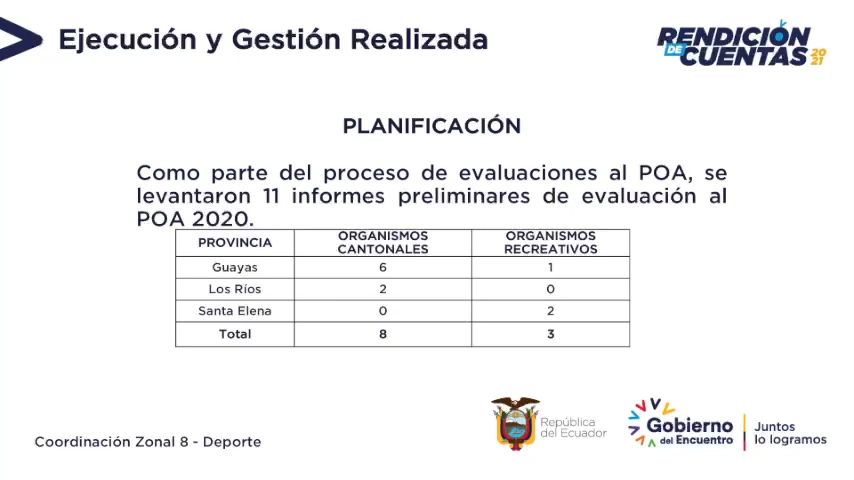 Ejecución y Gestión Realizada
RENDICIÓN
DE CUENTAS 20
21
PLANIFICACIÓN
Como parte del proceso de evaluaciones al POA, se
levantaron 11 informes preliminares de evaluación al
POA 2020.
PROVINCIA ORGANISMOS CANTONALES ORGANISMOS RECREATIVOS
Guayas 6 1
Los Ríos 2 0
Santa Elena 0 2
Total 8 3
Coordinación Zonal 8 - Deporte
República
del Ecuador
Gobierno
del Encuentro
Juntos
lo logramos